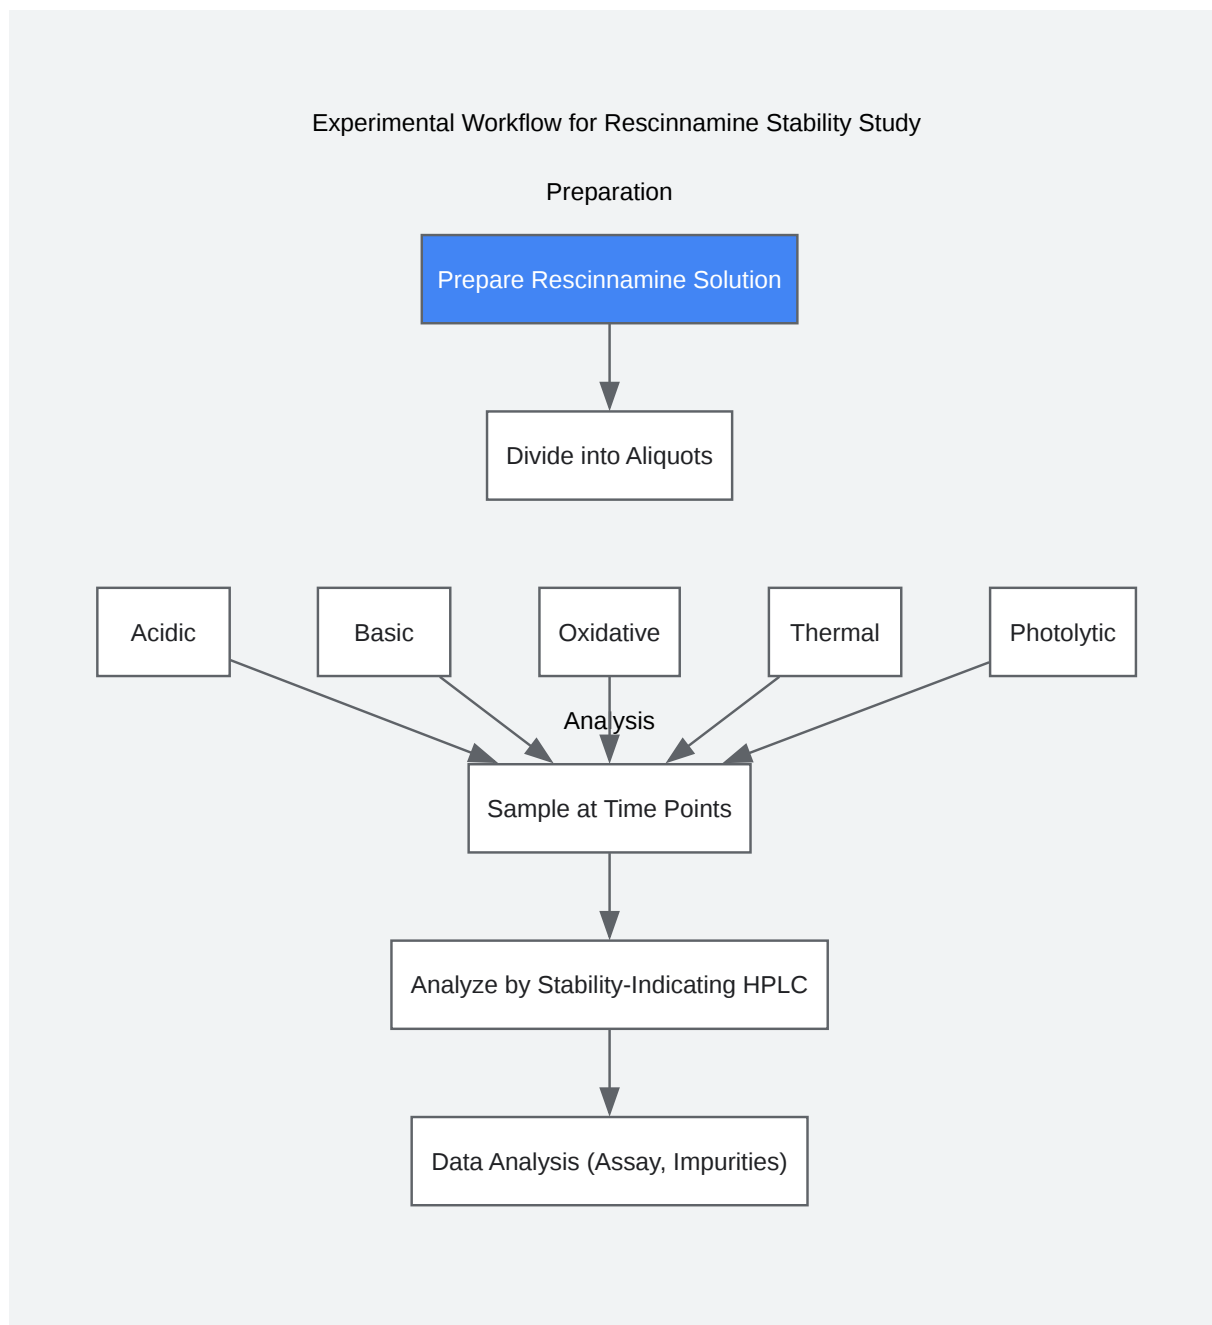 Experimental Workflow for Rescinnamine Stability Study
Preparation
Prepare Rescinnamine Solution
Divide into Aliquots
Acidic
Basic
Oxidative
Thermal
Photolytic
Analysis
Sample at Time Points
Analyze by Stability-Indicating HPLC
Data Analysis (Assay, Impurities)